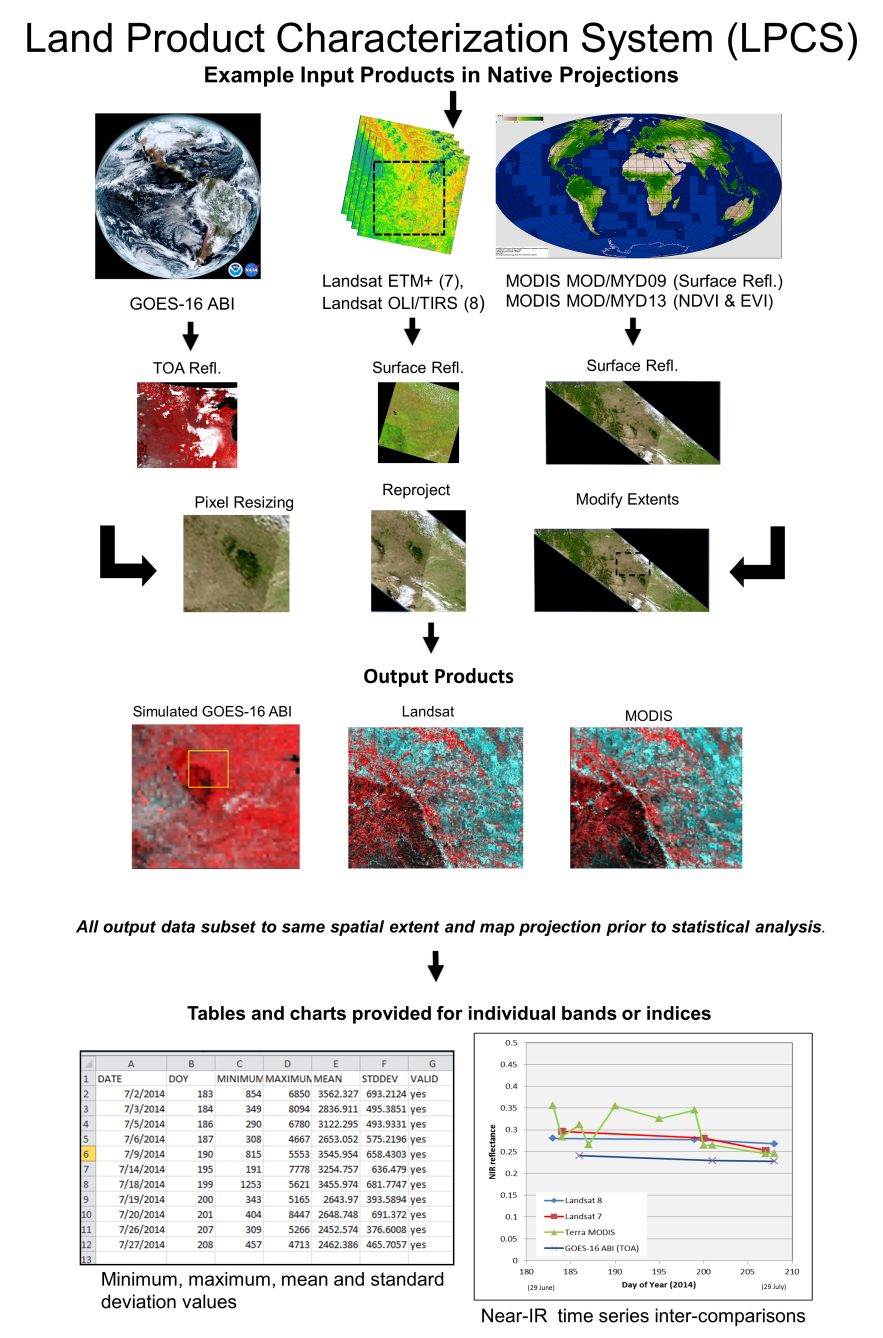 Land Product Characterization System (LPCS)
Example Input Products in Native Projections
GOES-16 ABI
Landsat ETM+ (7),
Landsat OLI/TIRS (8)
MODIS MOD/MYD09 (Surface Refl.)
MODIS MOD/MYD13 (NDVI & EVI)
TOA Refl.
Surface Refl.
Surface Refl.
Pixel Resizing
Reproject
Modify Extents
Output Products
Simulated GOES-16 ABI
Landsat
MODIS
All output data subset to same spatial extent and map projection prior to statistical analysis.
Tables and charts provided for individual bands or indices
A B C D E F G
1 DATE DOY MINIMUM MAXIMUM MEAN STDDEV VALID
2 7/2/2014 183 854 6850 3562.327 693.2124 yes
3 7/3/2014 184 349 8094 2836.911 495.3851 yes
4 7/5/2014 186 290 6780 3122.295 493.9331 yes
5 7/6/2014 187 308 4667 2653.052 575.2196 yes
6 7/9/2014 190 815 5553 3545.954 658.4303 yes
7 7/14/2014 195 191 7778 3254.757 636.479 yes
8 7/18/2014 199 1253 5621 3455.974 681.7747 yes
9 7/19/2014 200 343 5165 2643.97 393.5894 yes
10 7/20/2014 201 404 8447 2648.748 691.372 yes
11 7/26/2014 207 309 5266 2452.574 376.6008 yes
12 7/27/2014 208 457 4713 2462.386 465.7057 yes
13
Minimum, maximum, mean and standard
deviation values
NIR reflectance
0.5
0.45
0.4
0.35
0.3
0.25
0.2
0.15
0.1
0.05
0
Landsat 8
Landsat 7
Terra MODIS
GOES-16 ABI (TOA)
180 185 190 195 200 205 210
(29 June) Day of Year (2014) (29 July)
Near-IR time series inter-comparisons